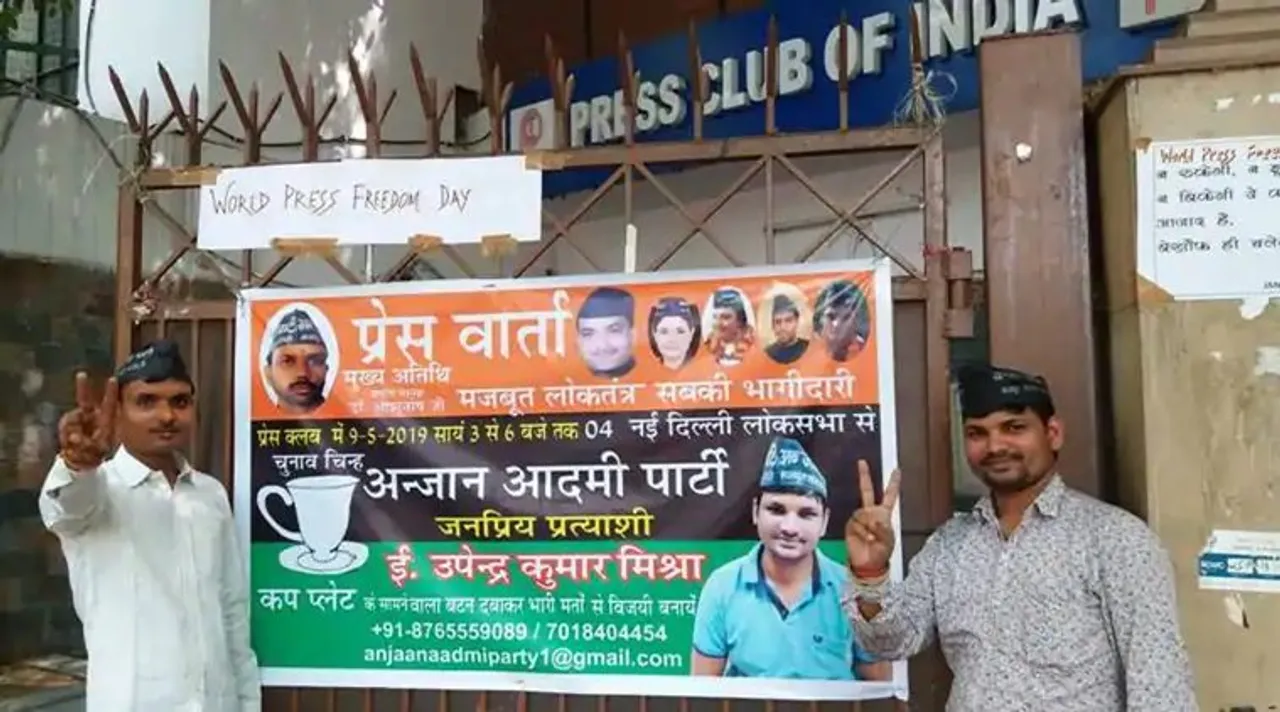 PRESS CLUB OF INDIA
WORLD PRESS FREEDOM DAY
World Press
न रुकेगी, न
न बिकेगी ये
आजाद है.
बेखौफ ही
प्रेस वार्ता
मुख्य अतिथि
मजबूत लोकतंत्र सबकी भागीदारी
प्रेस क्लब में 9-5-2019 सायं 3 से 6 बजे तक 04 नई दिल्ली लोकसभा से
चुनाव चिन्ह
अन्जान आदमी पार्टी
जनप्रिय प्रत्याशी
ई. उपेन्द्र कुमार मिश्रा
कप प्लेट के सामने वाला बटन दबाकर भारी मतों से विजयी बनायें
+91-8765559089 / 7018404454
anjaanaadmiparty1@gmail.com